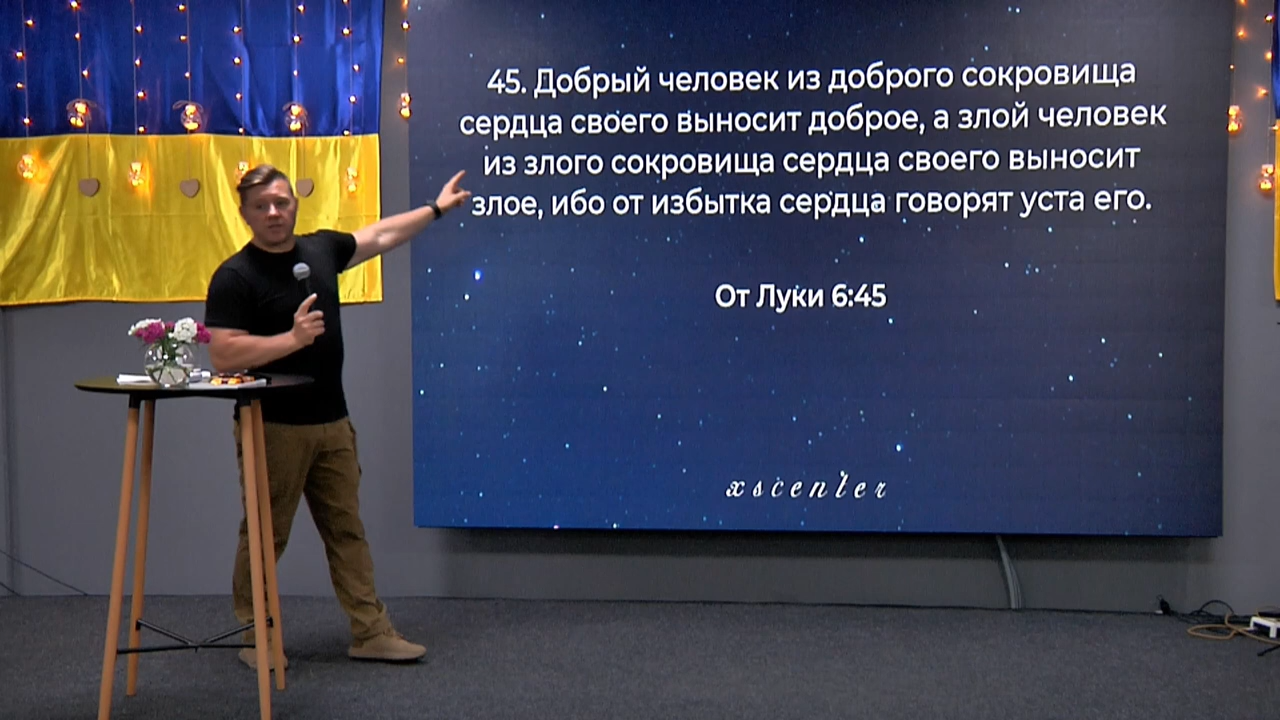 45. Добрый человек из доброго сокровища
сердца своего выносит доброе, а злой человек
из злого сокровища сердца своего выносит
злое, ибо от избытка сердца говорят уста его.
От Луки 6:45
xscenter